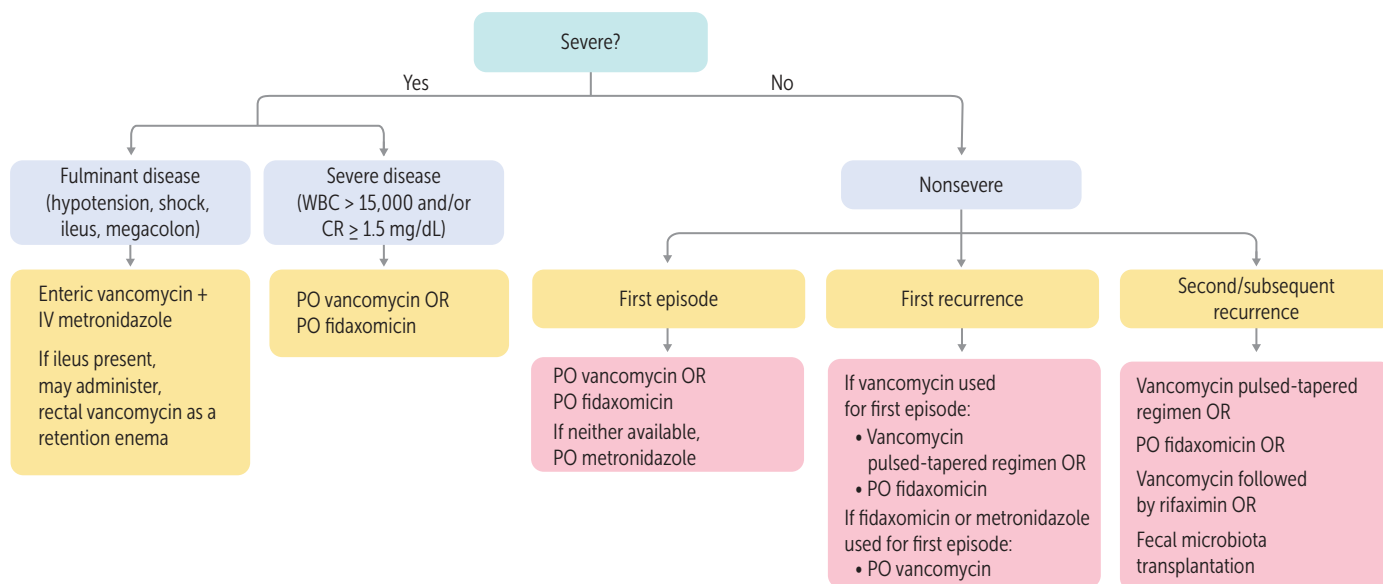 Severe?
Yes
No
Fulminant disease
(hypotension, shock,
ileus, megacolon)
Severe disease
(WBC > 15,000 and/or
CR ≥ 1.5 mg/dL)
Nonsevere
Enteric vancomycin +
IV metronidazole
If ileus present,
may administer,
rectal vancomycin as a
retention enema
PO vancomycin OR
PO fidaxomicin
First episode
First recurrence
Second/subsequent
recurrence
PO vancomycin OR
PO fidaxomicin
If neither available,
PO metronidazole
If vancomycin used
for first episode:
• Vancomycin
pulsed-tapered regimen OR
• PO fidaxomicin
If fidaxomicin or metronidazole
used for first episode:
• PO vancomycin
Vancomycin pulsed-tapered
regimen OR
PO fidaxomicin OR
Vancomycin followed
by rifaximin OR
Fecal microbiota
transplantation